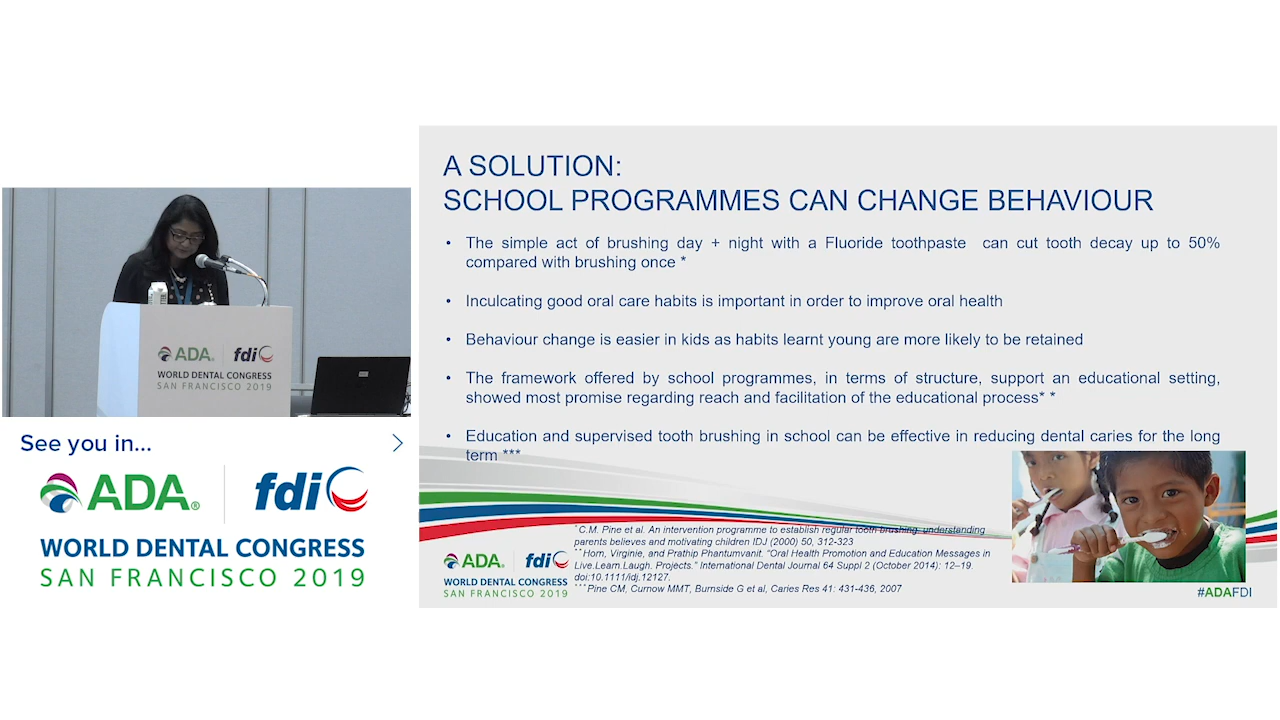 A SOLUTION:
SCHOOL PROGRAMMES CAN CHANGE BEHAVIOUR
• The simple act of brushing day + night with a Fluoride toothpaste can cut tooth decay up to 50%
compared with brushing once *
• Inculcating good oral care habits is important in order to improve oral health
• Behaviour change is easier in kids as habits learnt young are more likely to be retained
• The framework offered by school programmes, in terms of structure, support an educational setting,
showed most promise regarding reach and facilitation of the educational process* *
• Education and supervised tooth brushing in school can be effective in reducing dental caries for the long
term ***
* C.M. Pine et al. An intervention programme to establish regular tooth brushing: understanding
parents believes and motivating children IDJ (2000) 50, 312-323
** Horn, Virginie, and Prathip Phantumvanit. “Oral Health Promotion and Education Messages in
Live.Learn.Laugh. Projects.” International Dental Journal 64 Suppl 2 (October 2014): 12–19.
doi:10.1111/idj.12127.
*** Pine CM, Curnow MMT, Burnside G et al, Caries Res 41: 431-436, 2007
ADA. fdi
WORLD DENTAL CONGRESS
SAN FRANCISCO 2019
#ADAFDI
ADA. fdi
WORLD DENTAL CONGRESS
SAN FRANCISCO 2019
See you in...
ADA.® fdi
WORLD DENTAL CONGRESS
SAN FRANCISCO 2019